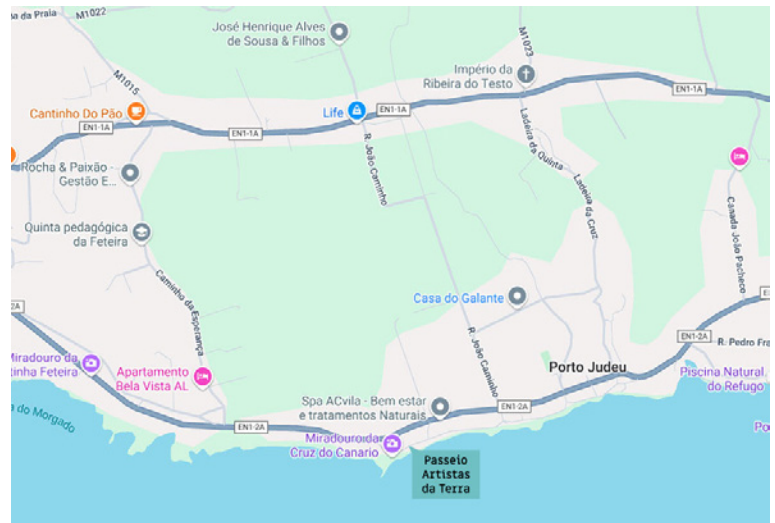 M1022
da Praia
José Henrique Alves
de Sousa & Filhos
M1023
M1015
Império da
Ribeira do Testo
Cantinho Do Pão
Life
EN1-1A
EN1-1A
EN1-1A
EN1-1A
Rocha & Paixão -
Gestão E...
R. João Caminho
Ladeira da Quinta
Ladeira da Cruz
Canada João Pacheco
Quinta pedagógica
da Feteira
Caminho da Esperança
Casa do Galante
EN1-2A
2A
R. João Caminho
EN1-2A
R. Pedro Fra
Miradouro da
tinha Feteira
Apartamento
Bela Vista AL
Porto Judeu
Piscina Natural
do Refugo
Spa ACvila - Bem estar
e tratamentos Naturais
EN1-2A
EN1-2A
a do Morgado
Miradouro da
Cruz do Canario
Po
Passeio
Artistas
da Terra